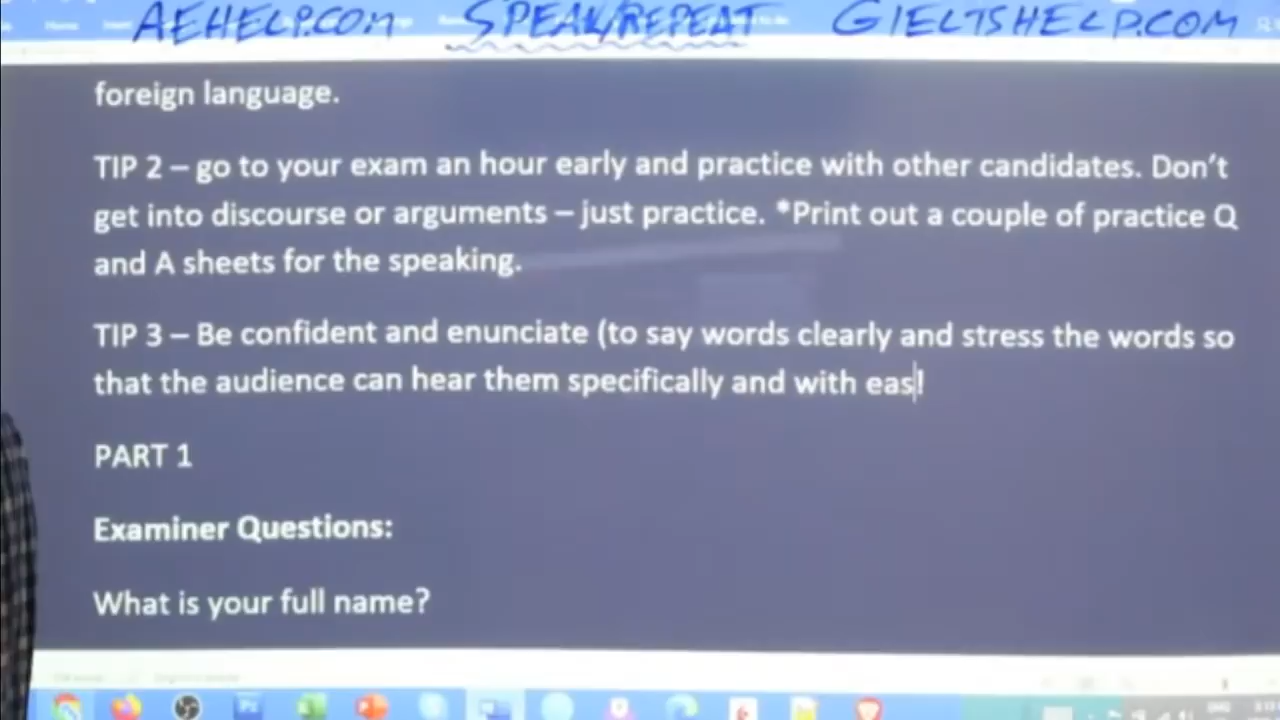 AEHELP.COM SPEAK/REPEAT GIELTSHELP.COM
foreign language.
TIP 2 – go to your exam an hour early and practice with other candidates. Don't
get into discourse or arguments – just practice. *Print out a couple of practice Q
and A sheets for the speaking.
TIP 3 – Be confident and enunciate (to say words clearly and stress the words so
that the audience can hear them specifically and with eas!
PART 1
Examiner Questions:
What is your full name?